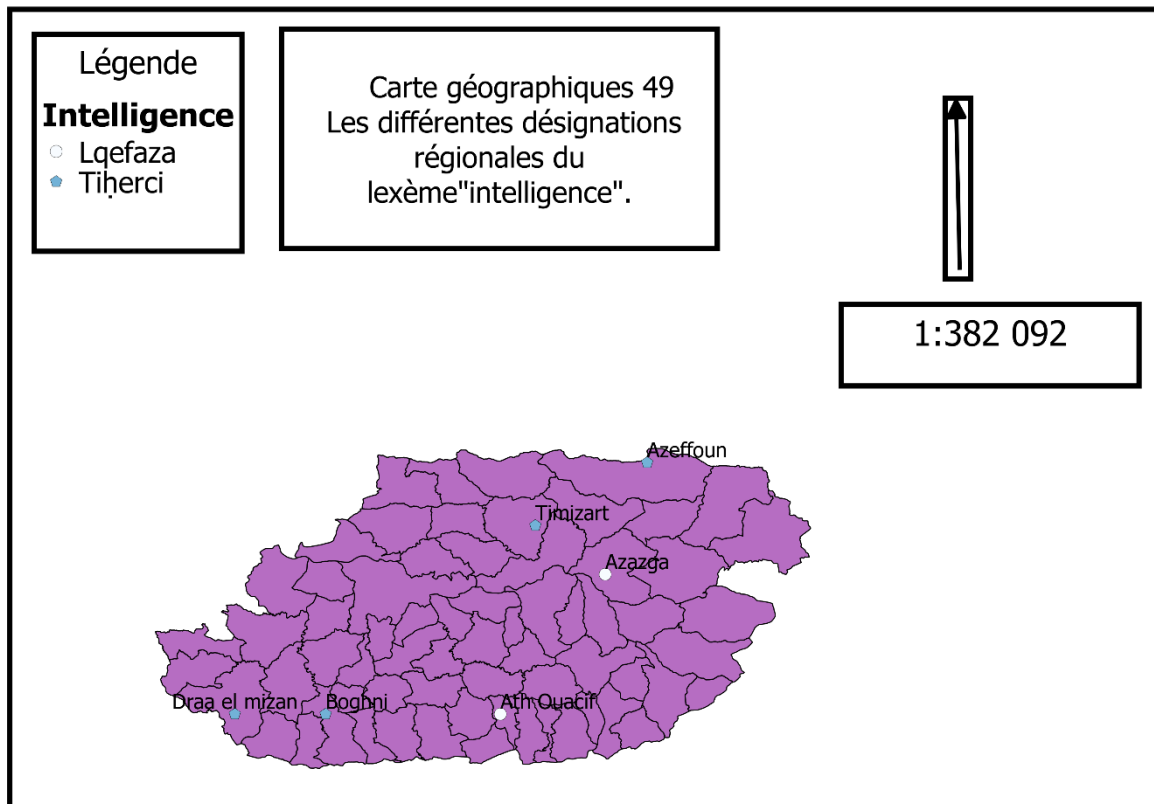 Légende
Intelligence
Lqefaza
Tiḥerci
Carte géographiques 49
Les différentes désignations
régionales du
lexème"intelligence".
1:382 092
Azeffoun
Timizart
Azazga
Draa el mizan
Boghni
Ath Ouacif